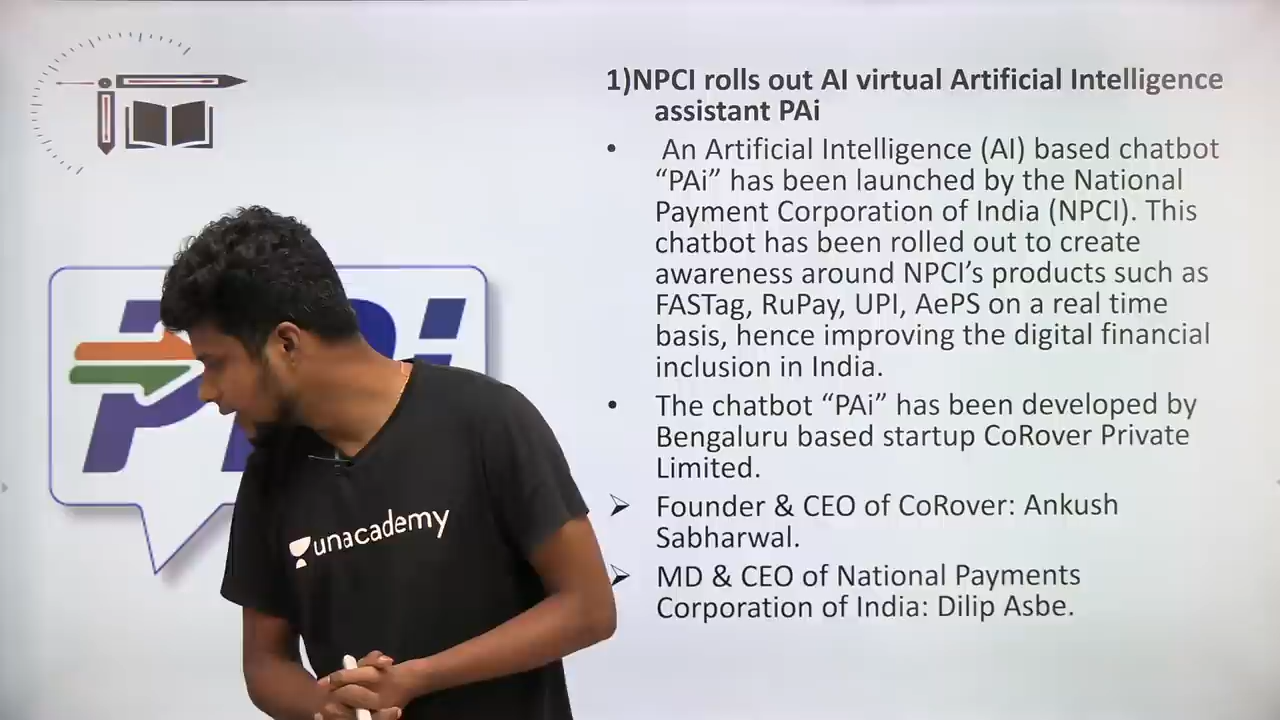 1)NPCI rolls out AI virtual Artificial Intelligence
assistant PAi
• An Artificial Intelligence (AI) based chatbot
“PAi” has been launched by the National
Payment Corporation of India (NPCI). This
chatbot has been rolled out to create
awareness around NPCI’s products such as
FASTag, RuPay, UPI, AePS on a real time
basis, hence improving the digital financial
inclusion in India.
• The chatbot “PAi” has been developed by
Bengaluru based startup CoRover Private
Limited.
➢ Founder & CEO of CoRover: Ankush
Sabharwal.
➢ MD & CEO of National Payments
Corporation of India: Dilip Asbe.
unacademy